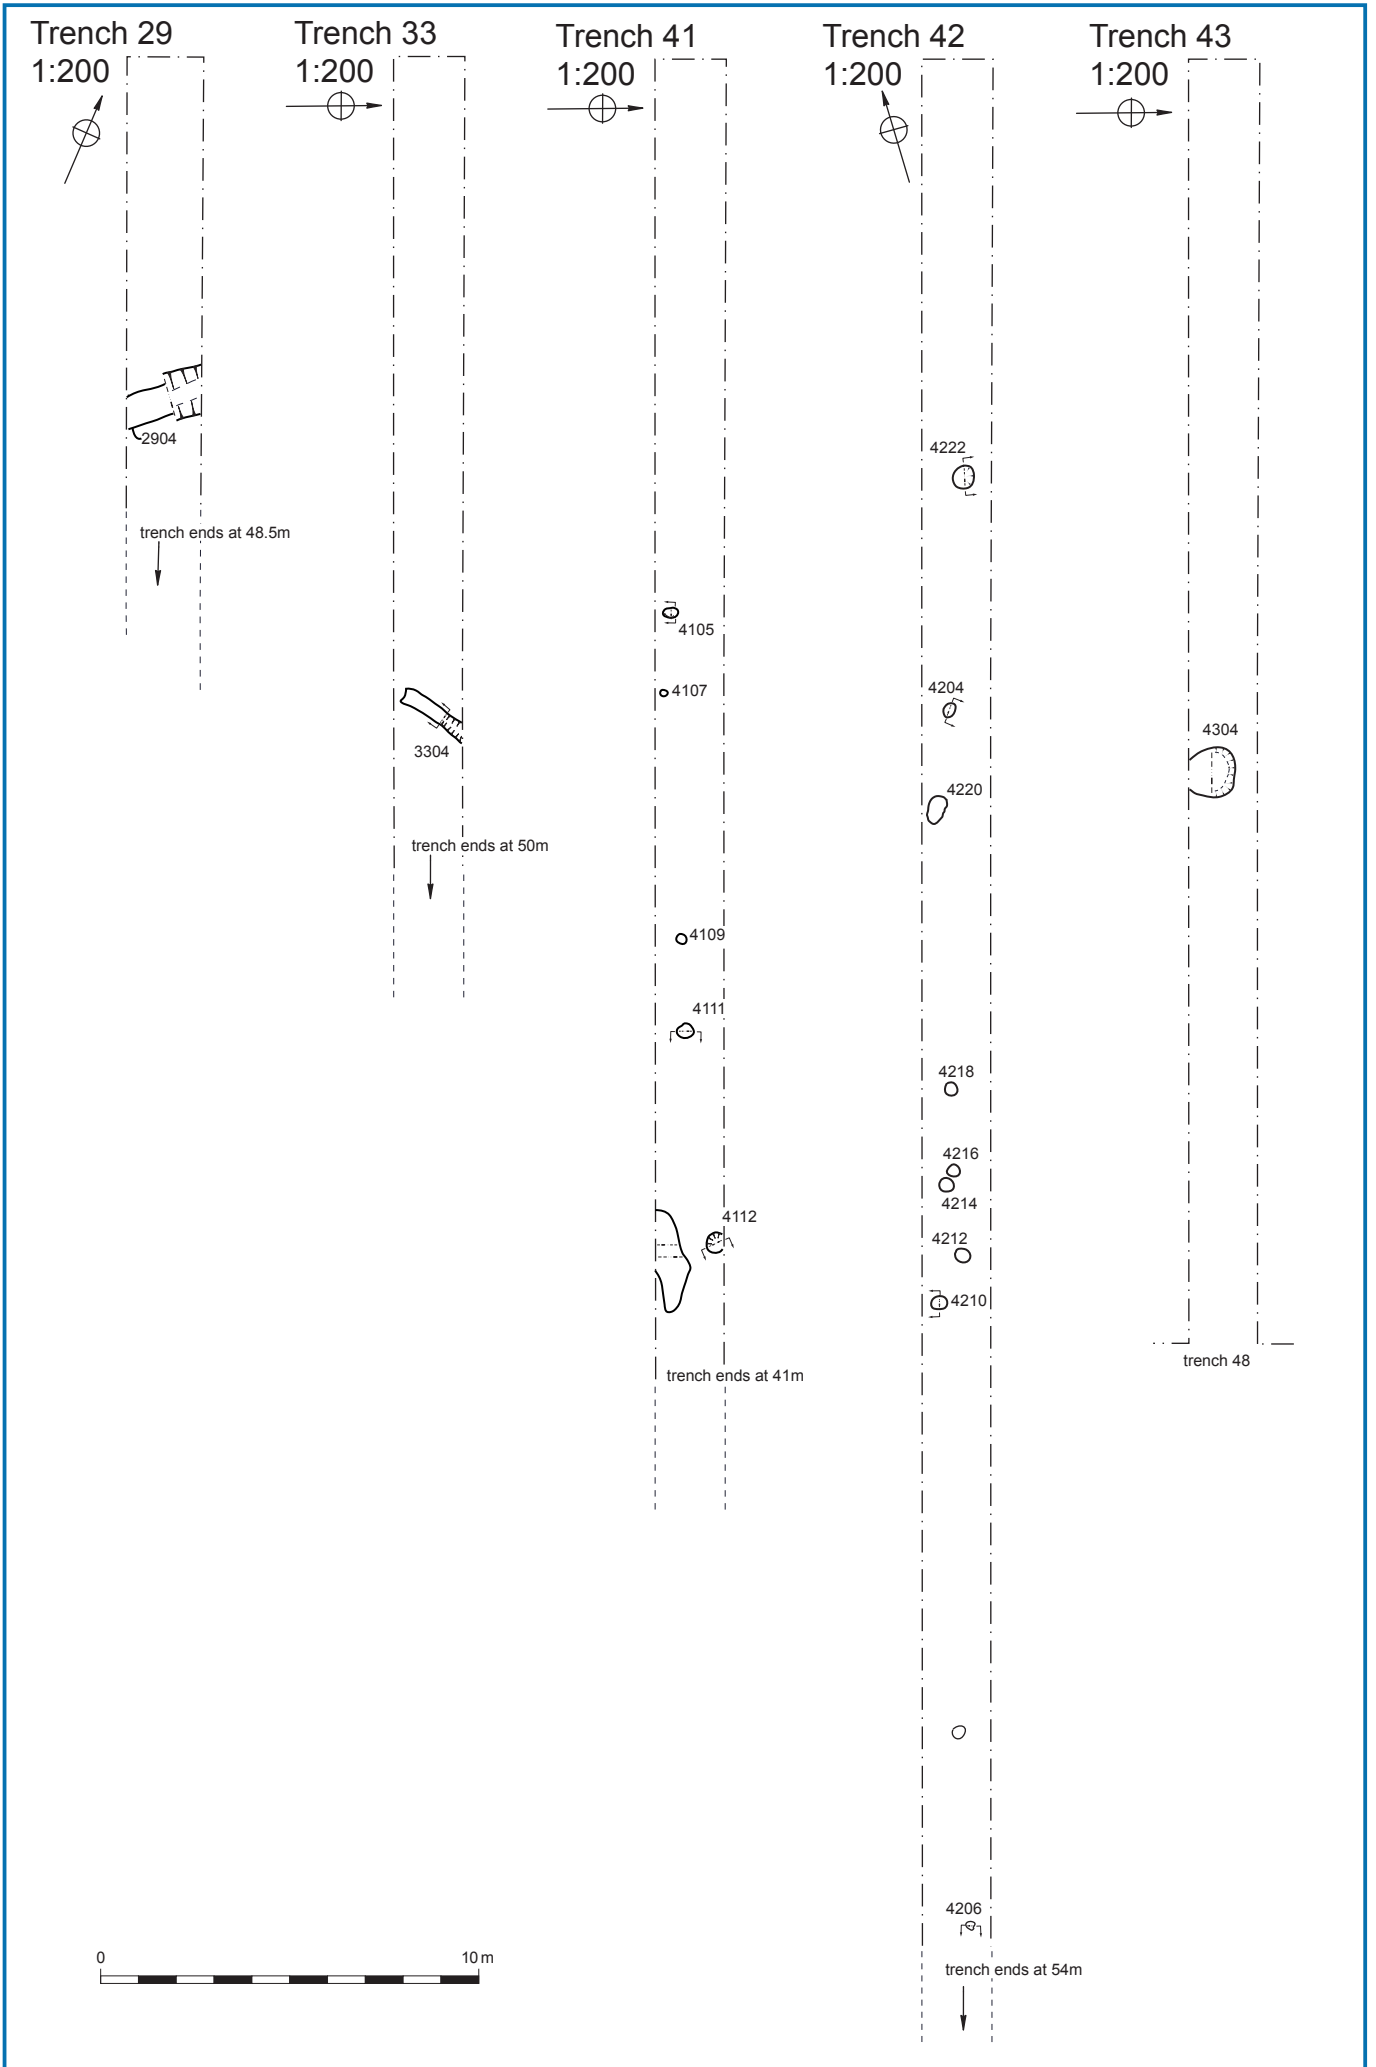 Trench 29
1:200
2904
trench ends at 48.5m
Trench 33
1:200
3304
trench ends at 50m
Trench 41
1:200
4105
4107
4109
4111
4112
trench ends at 41m
Trench 42
1:200
4222
4204
4220
4218
4216
4214
4212
4210
4206
trench ends at 54m
Trench 43
1:200
4304
trench 48
0
10 m